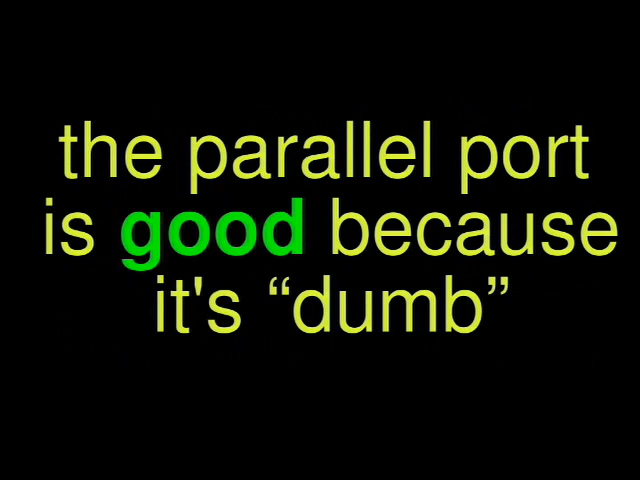 the parallel port
is good because
it's “dumb”